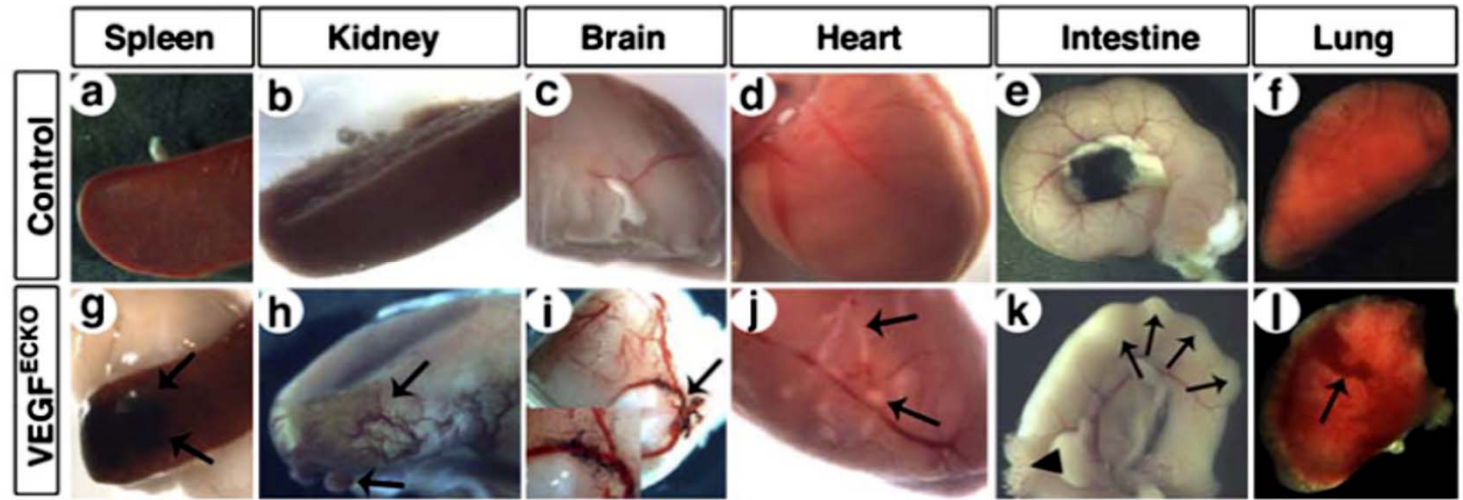 Spleen Kidney Brain Heart Intestine Lung
Control
a b c d e f
VEGFᴱᶜᴷᴼ
g h i j k l